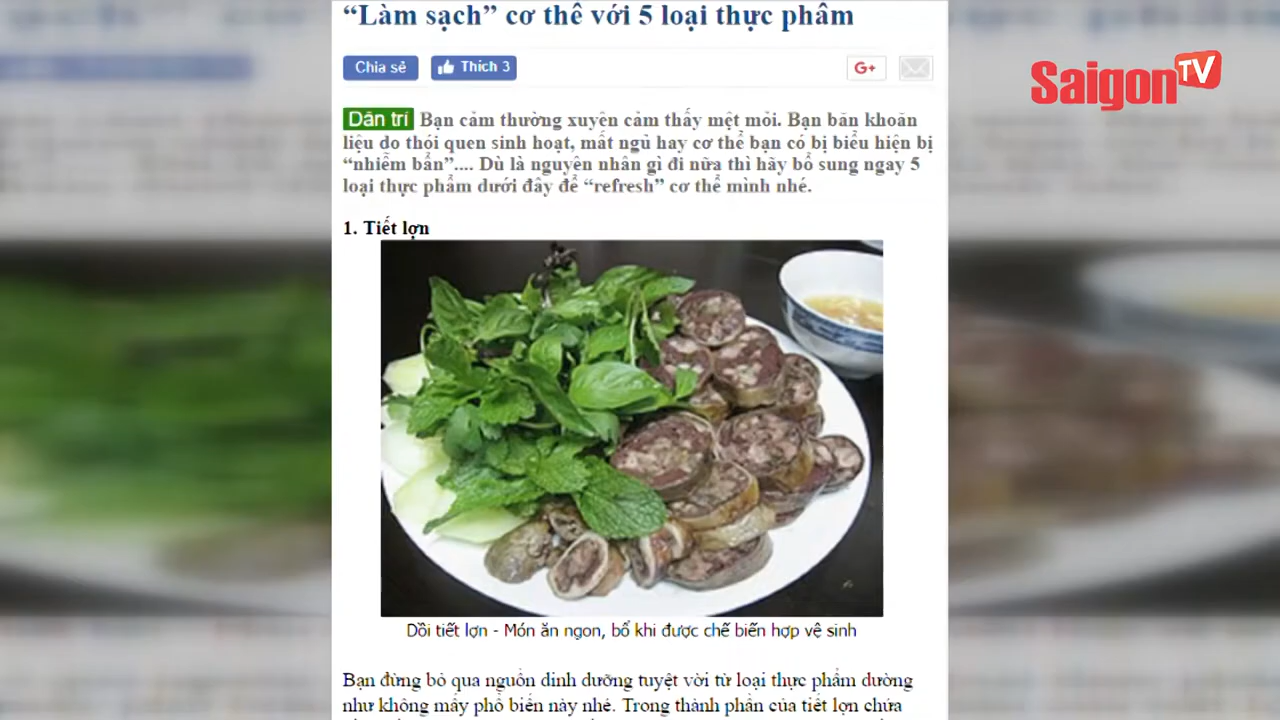 “Làm sạch” cơ thể với 5 loại thực phẩm
Chia sẻ
Thích 3
G+
Saigon TV
Dân trí Bạn cảm thường xuyên cảm thấy mệt mỏi. Bạn băn khoăn
liệu do thói quen sinh hoạt, mất ngủ hay cơ thể bạn có bị biểu hiện bị
“nhiễm bẩn”.... Dù là nguyên nhân gì đi nữa thì hãy bổ sung ngay 5
loại thực phẩm dưới đây để “refresh” cơ thể mình nhé.
1. Tiết lợn
Dồi tiết lợn - Món ăn ngon, bổ khi được chế biến hợp vệ sinh
Bạn đừng bỏ qua nguồn dinh dưỡng tuyệt vời từ loại thực phẩm dường
như không mấy phổ biến này nhé. Trong thành phần của tiết lợn chứa